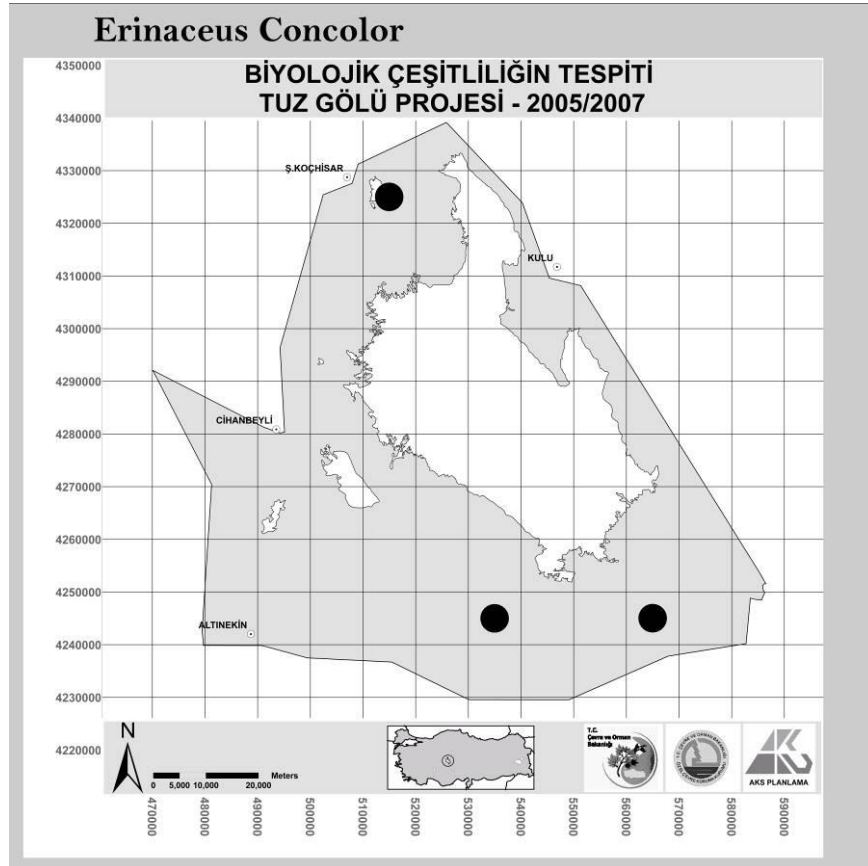 Erinaceus Concolor
BİYOLOJİK ÇEŞİTLİLİĞİN TESPİTİ
TUZ GÖLÜ PROJESİ - 2005/2007
4350000
4340000
4330000
4320000
4310000
4300000
4290000
4280000
4270000
4260000
4250000
4240000
4230000
4220000
Ş.KOÇHİSAR
KULU
CİHANBEYLİ
ALTINEKİN
N
Meters
0 5,000 10,000 20,000
T.C.
Çevre ve Orman
Bakanlığı
AKS PLANLAMA
470000
480000
490000
500000
510000
520000
530000
540000
550000
560000
570000
580000
590000